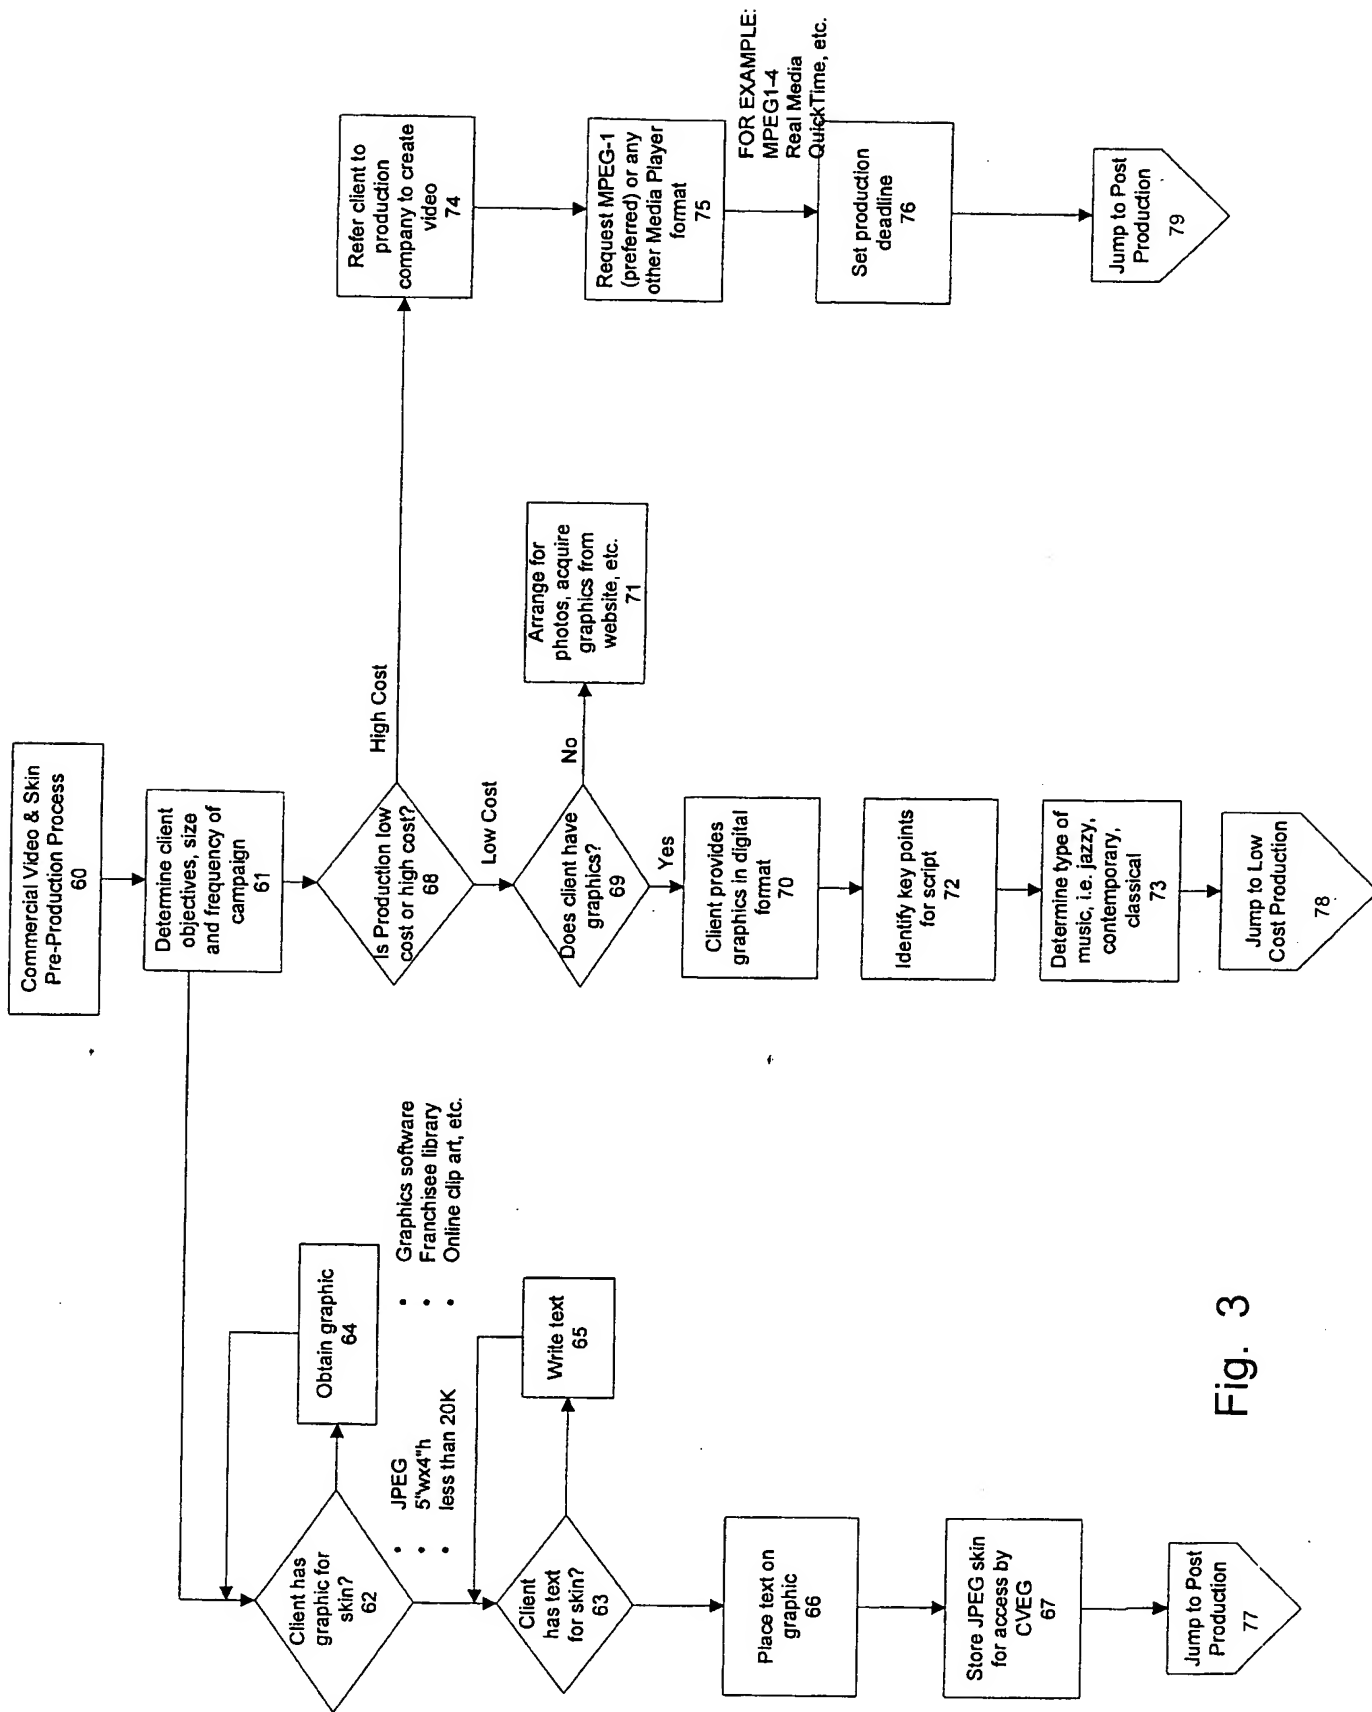 Commercial Video & Skin
Pre-Production Process
60
Determine client
objectives, size
and frequency of
campaign
61
Client has
graphic for
skin?
62
Obtain graphic
64
• JPEG
5"wx4"h
• less than 20K
• Graphics software
• Franchisee library
• Online clip art, etc.
Client
has text
for skin?
63
Write text
65
Place text on
graphic
66
Store JPEG skin
for access by
CVEG
67
Jump to Post
Production
77
Is Production low
cost or high cost?
68
High Cost
Low Cost
Does client have
graphics?
69
No
Yes
Arrange for
photos, acquire
graphics from
website, etc.
71
Client provides
graphics in digital
format
70
Identify key points
for script
72
Determine type of
music, i.e. jazzy,
contemporary,
classical
73
Jump to Low
Cost Production
78
Refer client to
production
company to create
video
74
Request MPEG-1
(preferred) or any
other Media Player
format
75
FOR EXAMPLE:
MPEG1-4
Real Media
QuickTime, etc.
Set production
deadline
76
Jump to Post
Production
79
Fig. 3